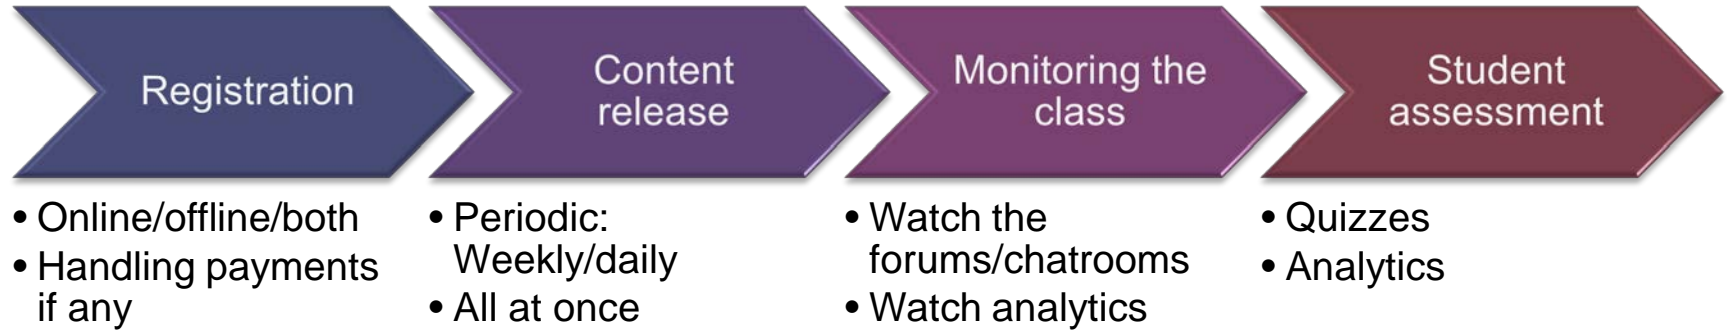 Registration
Content
release
Monitoring the
class
Student
assessment
• Online/offline/both
• Handling payments
if any
• Periodic:
Weekly/daily
• All at once
• Watch the
forums/chatrooms
• Watch analytics
• Quizzes
• Analytics